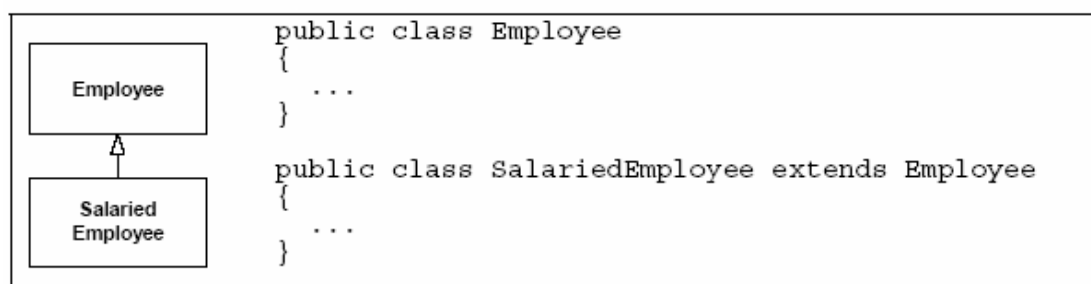 Employee
Salaried
Employee
public class Employee
{
...
}
public class SalariedEmployee extends Employee
{
...
}